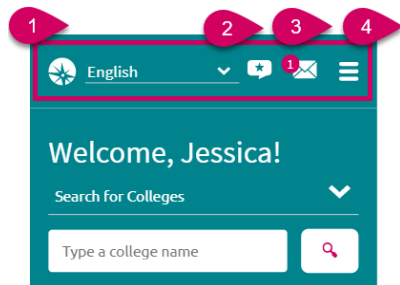 1 2 3 4
English 1
Welcome, Jessica!
Search for Colleges
Type a college name